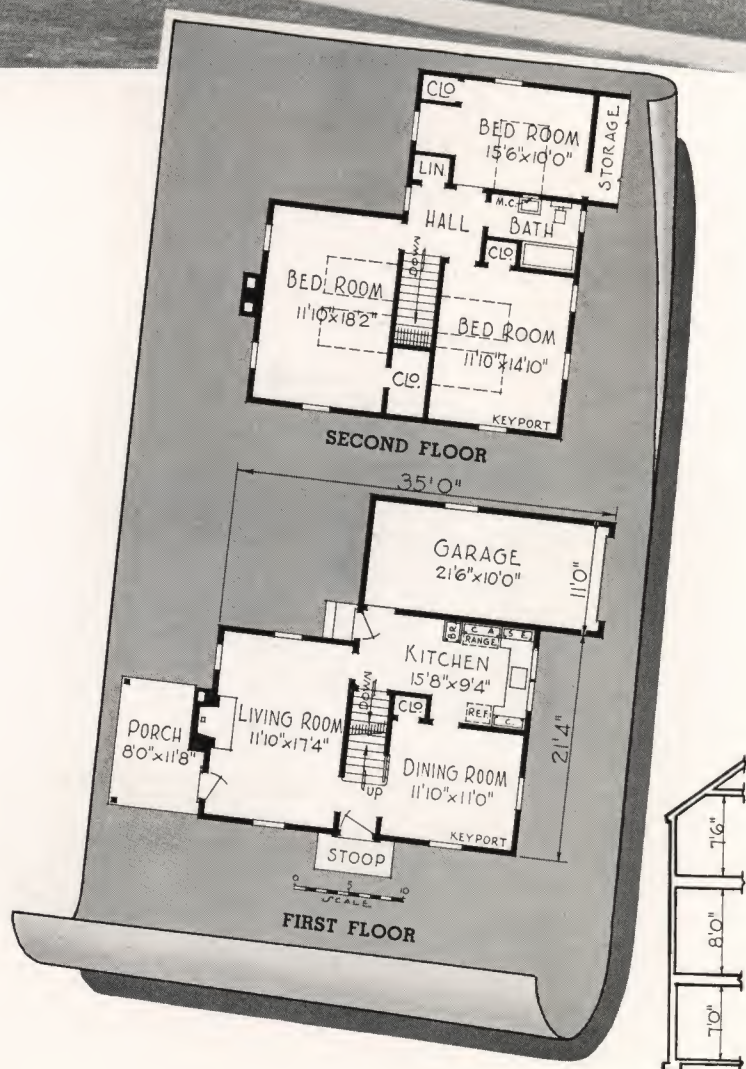 CLO.
BED ROOM
15'6"x10'0"
STORAGE
LIN.
M.C.
HALL
BATH
DOWN
CLO.
BED ROOM
11'10"x18'2"
BED ROOM
11'10"x14'10"
CLO.
KEYPORT
SECOND FLOOR
35'0"
GARAGE
21'6"x10'0"
11'0"
BR.
C A
S E.
RANGE
KITCHEN
15'8"x9'4"
DOWN
CLO.
REF.
C.
LIVING ROOM
11'10"x17'4"
PORCH
8'0"x11'8"
21'4"
DINING ROOM
11'10"x11'0"
UP
KEYPORT
STOOP
0 5 10
SCALE
FIRST FLOOR
7'6"
8'0"
7'0"